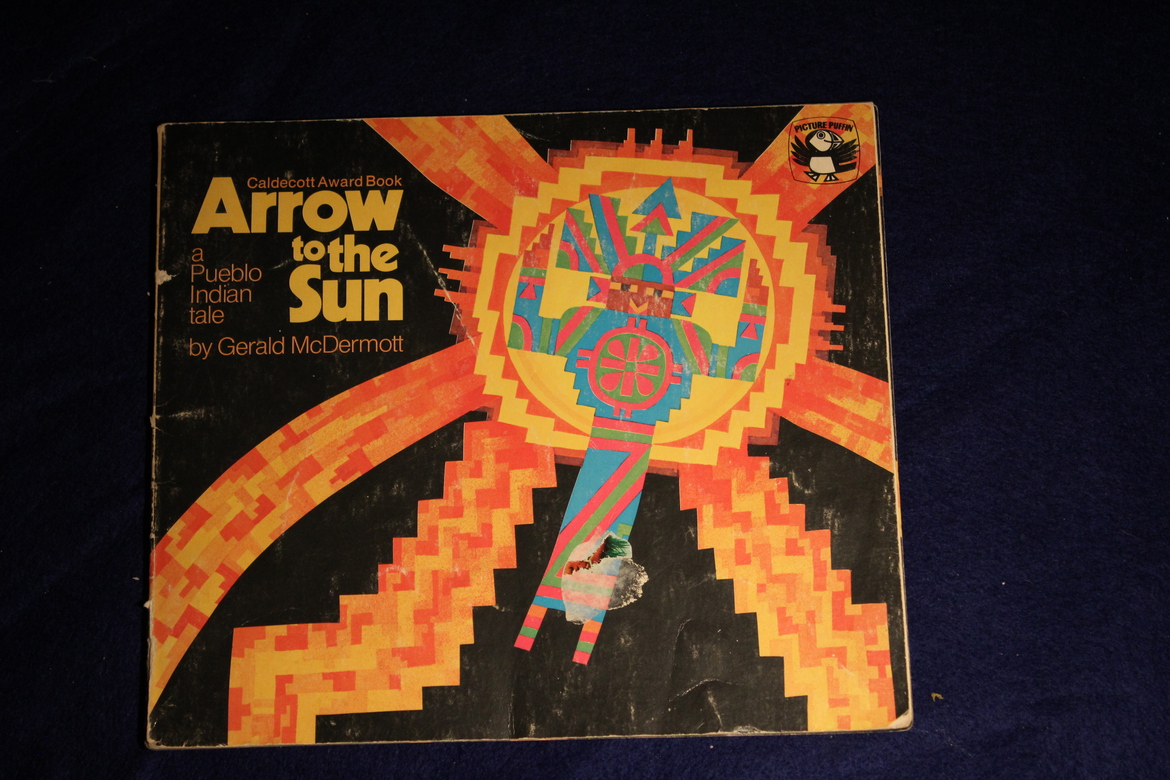 Caldecott Award Book
Arrow
to the
Sun
a
Pueblo
Indian
tale
by Gerald McDermott
PICTURE PUFFIN